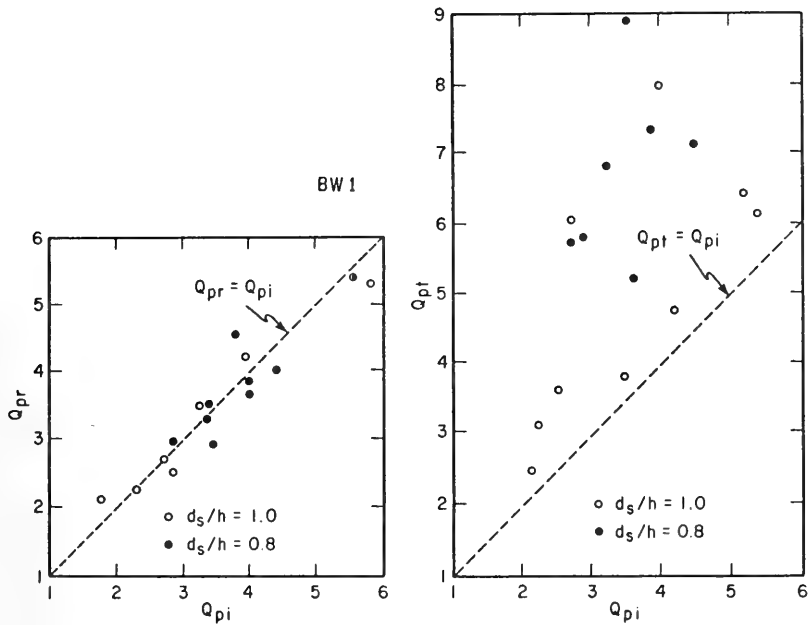 BW1
6
5
4
3
2
1
Qpr
Qpr = Qpi
○ ds/h = 1.0
● ds/h = 0.8
1 2 3 4 5 6
Qpi
9
8
7
6
5
4
3
2
1
Qpt
Qpt = Qpi
○ ds/h = 1.0
● ds/h = 0.8
1 2 3 4 5 6
Qpi